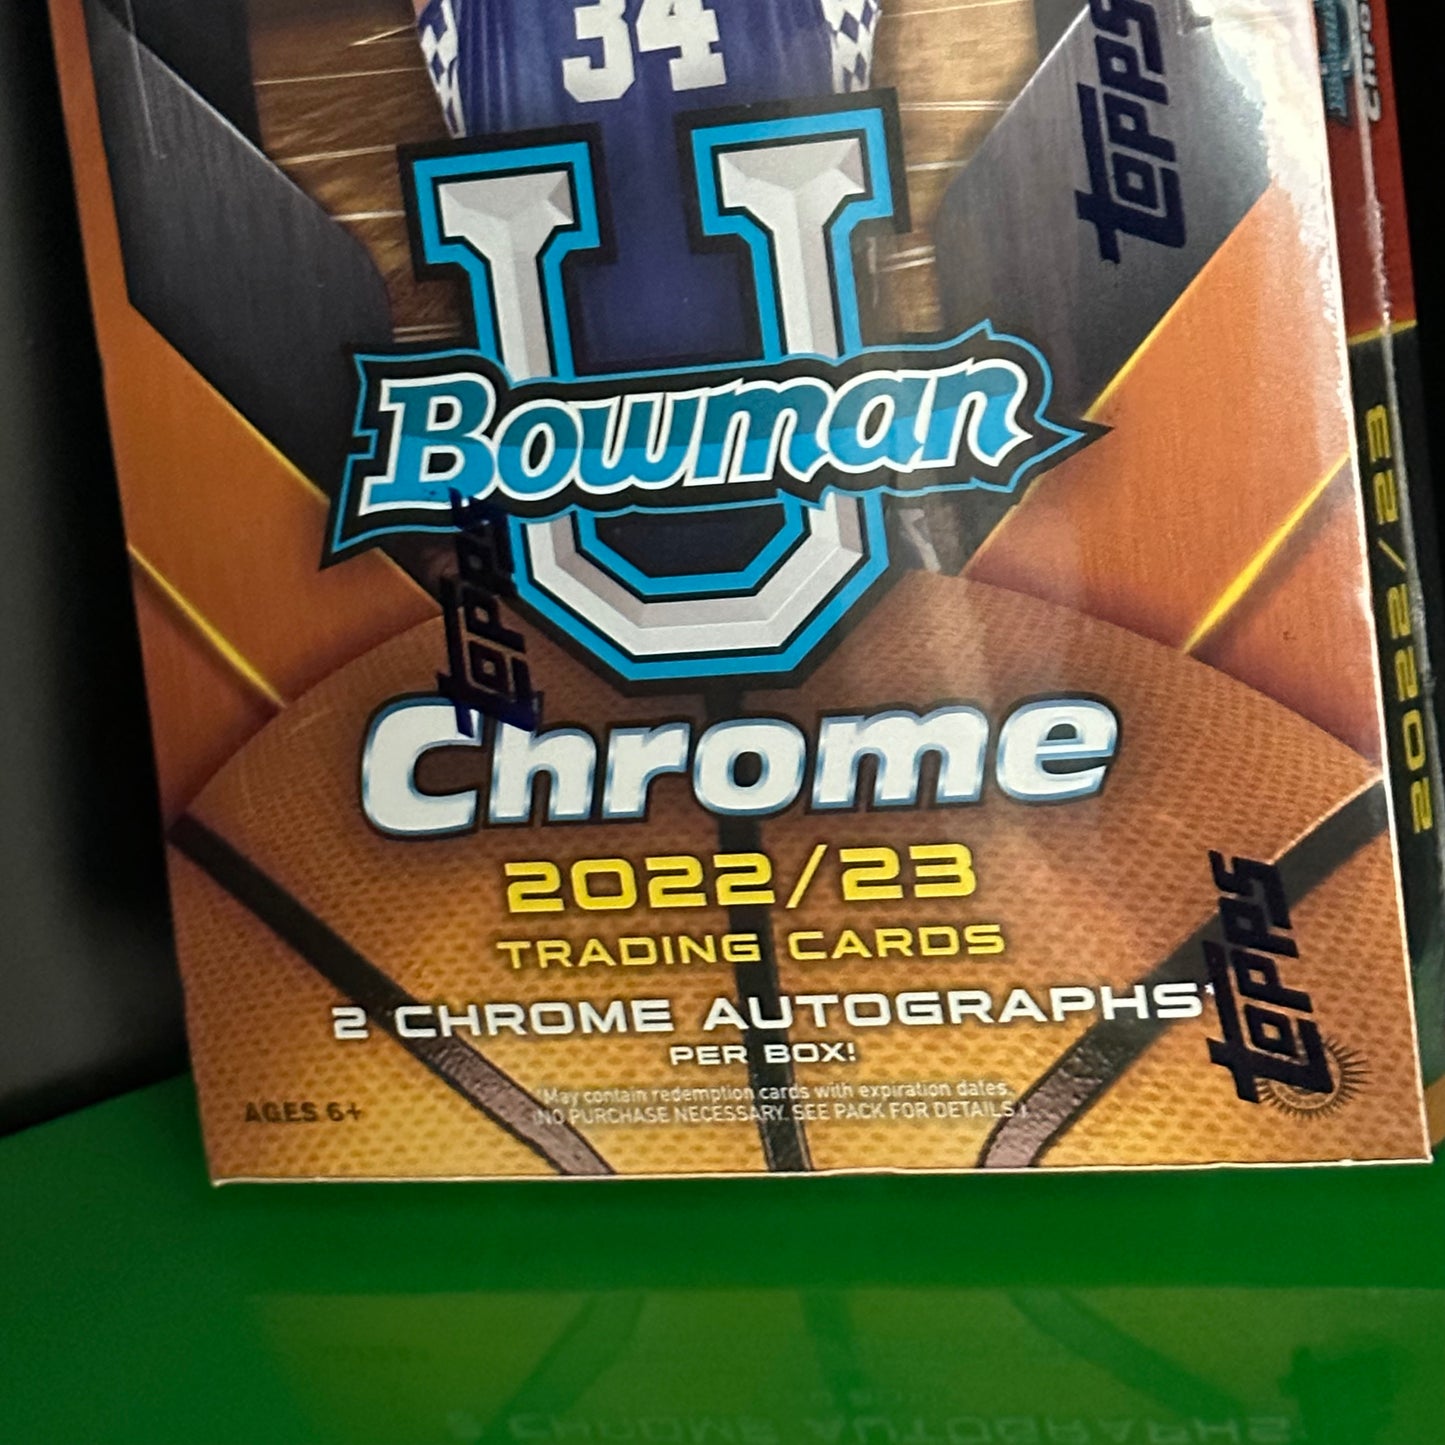 34
TOPPS
U
Bowman
TOPPS
Chrome
2022/23
TRADING CARDS
2 CHROME AUTOGRAPHS*
PER BOX!
TOPPS
*May contain redemption cards with expiration dates.
(NO PURCHASE NECESSARY. SEE PACK FOR DETAILS.)
AGES 6+
2022/23